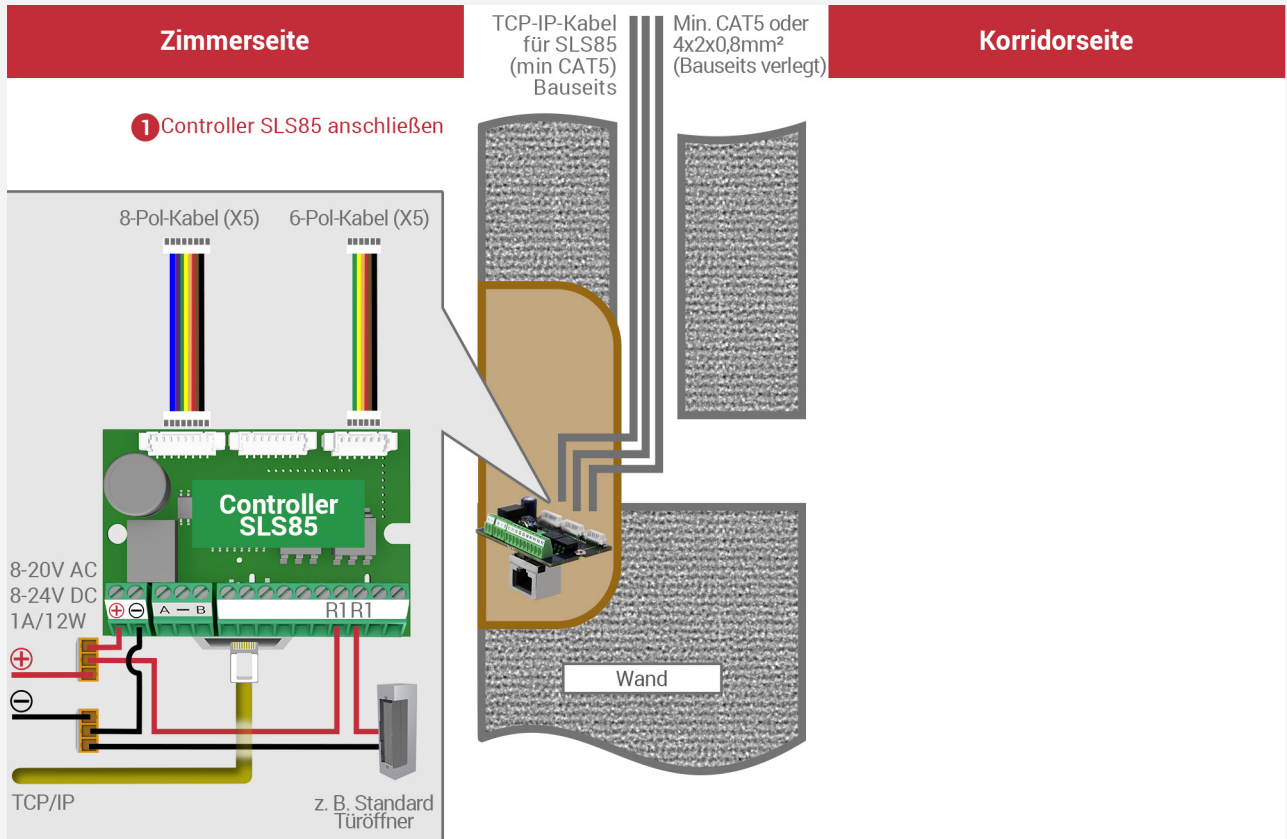 Zimmerseite
TCP-IP-Kabel
für SLS85
(min CAT5)
Bauseits
Min. CAT5 oder
4x2x0,8mm²
(Bauseits verlegt)
Korridorseite
1 Controller SLS85 anschließen
8-Pol-Kabel (X5)
6-Pol-Kabel (X5)
Controller
SLS85
8-20V AC
8-24V DC
1A/12W
+ − A — B R1 R1
+
−
TCP/IP
z. B. Standard
Türöffner
Wand